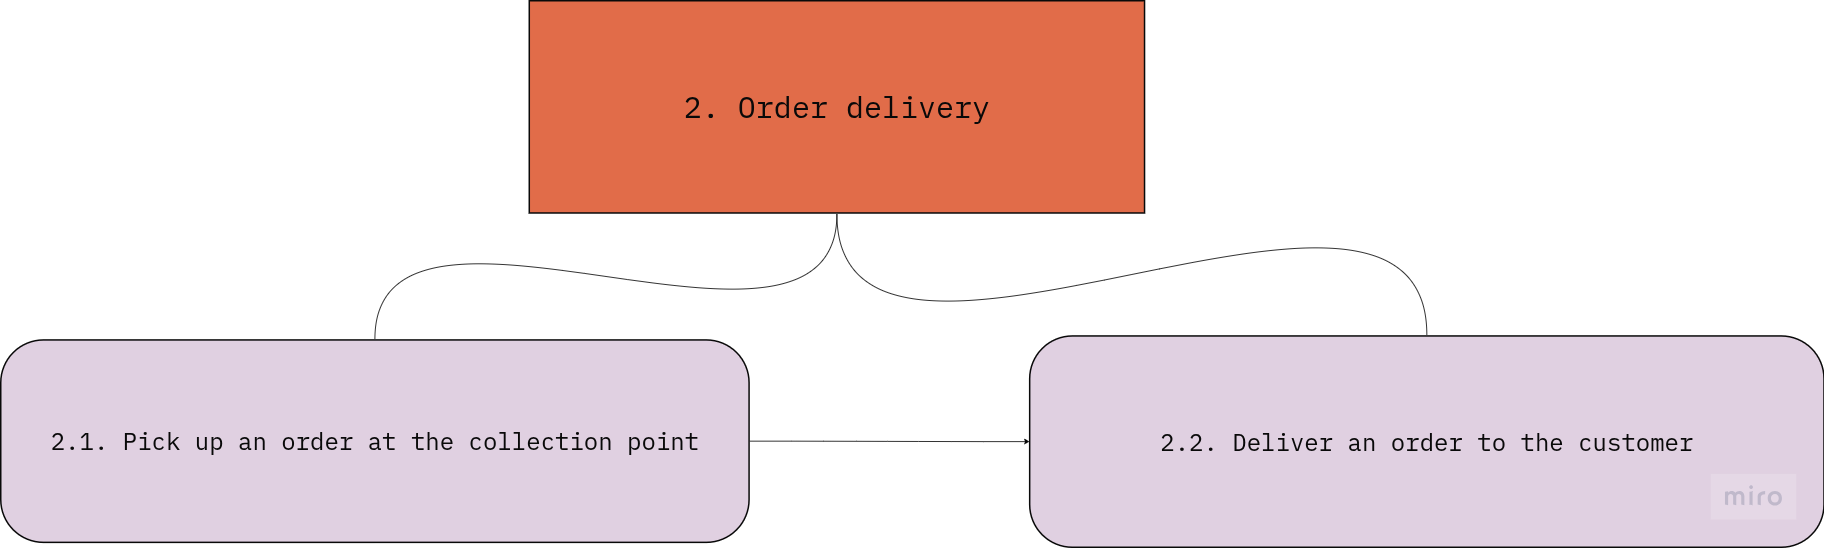 2. Order delivery
2.1. Pick up an order at the collection point
2.2. Deliver an order to the customer
miro